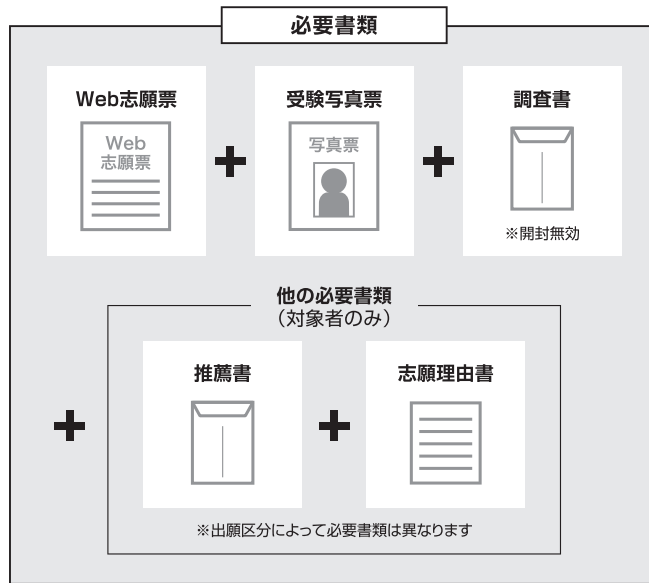 必要書類
Web志願票
受験写真票
調査書
Web
志願票
写真票
※開封無効
他の必要書類
（対象者のみ）
推薦書
志願理由書
※出願区分によって必要書類は異なります